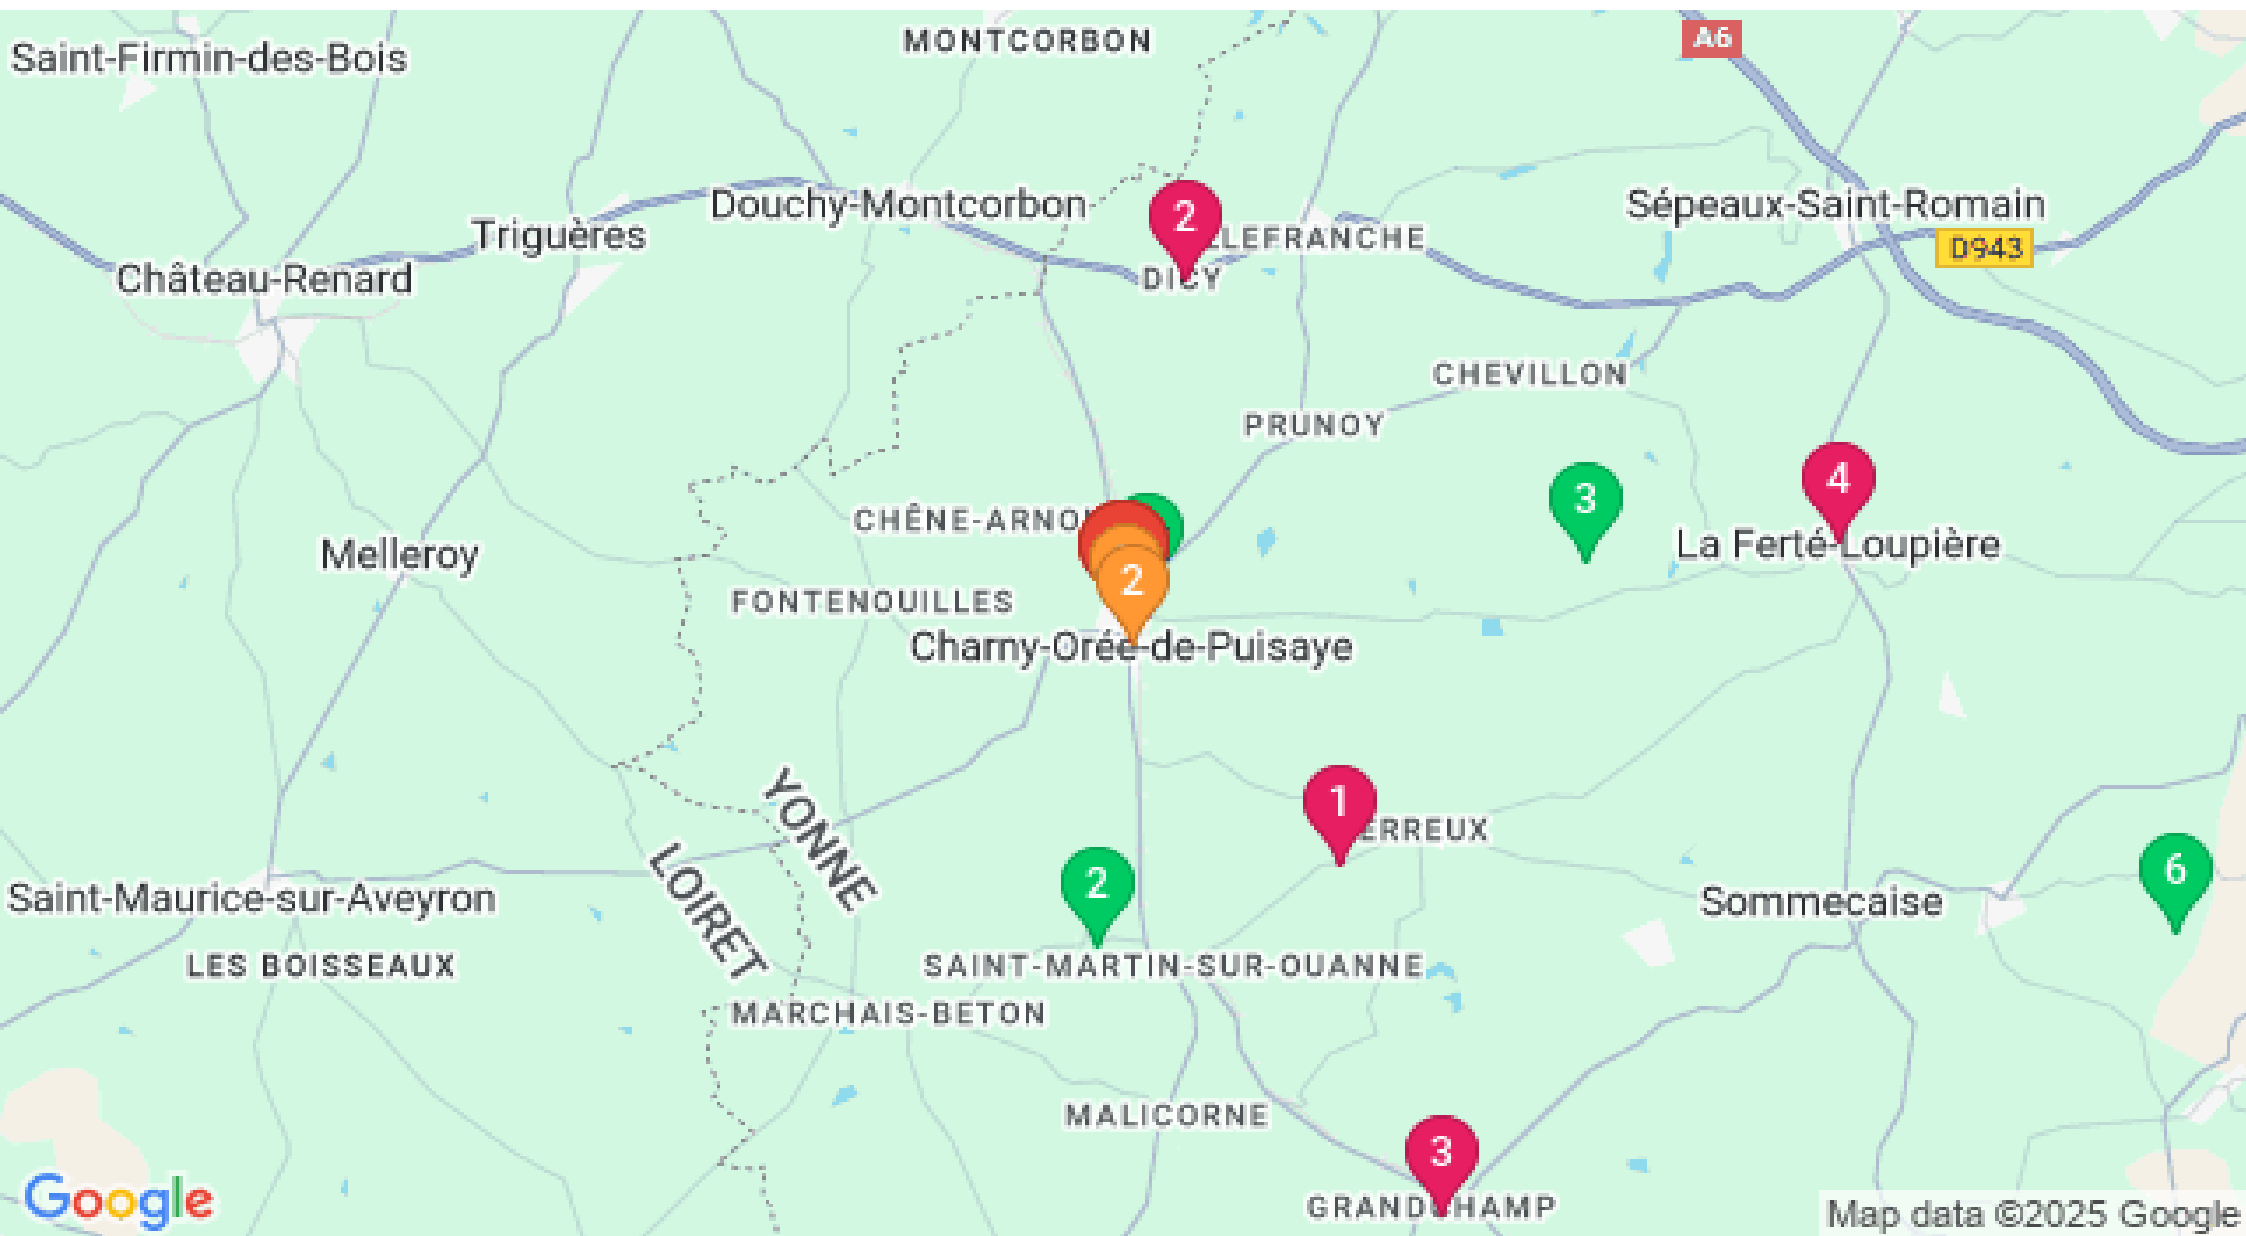 MONTCORBON
A6
Saint-Firmin-des-Bois
Douchy-Montcorbon
2
Sépeaux-Saint-Romain
Triguères
LEFRANCHE
D943
Château-Renard
DICY
CHEVILLON
PRUNOY
4
3
CHÊNE-ARNO
La Ferté-Loupière
Melleroy
2
FONTENOUILLES
Charny-Orée-de-Puisaye
1
ERREUX
YONNE
LOIRET
2
6
Saint-Maurice-sur-Aveyron
Sommecaise
LES BOISSEAUX
SAINT-MARTIN-SUR-OUANNE
MARCHAIS-BETON
MALICORNE
3
GRANDCHAMP
Google
Map data ©2025 Google